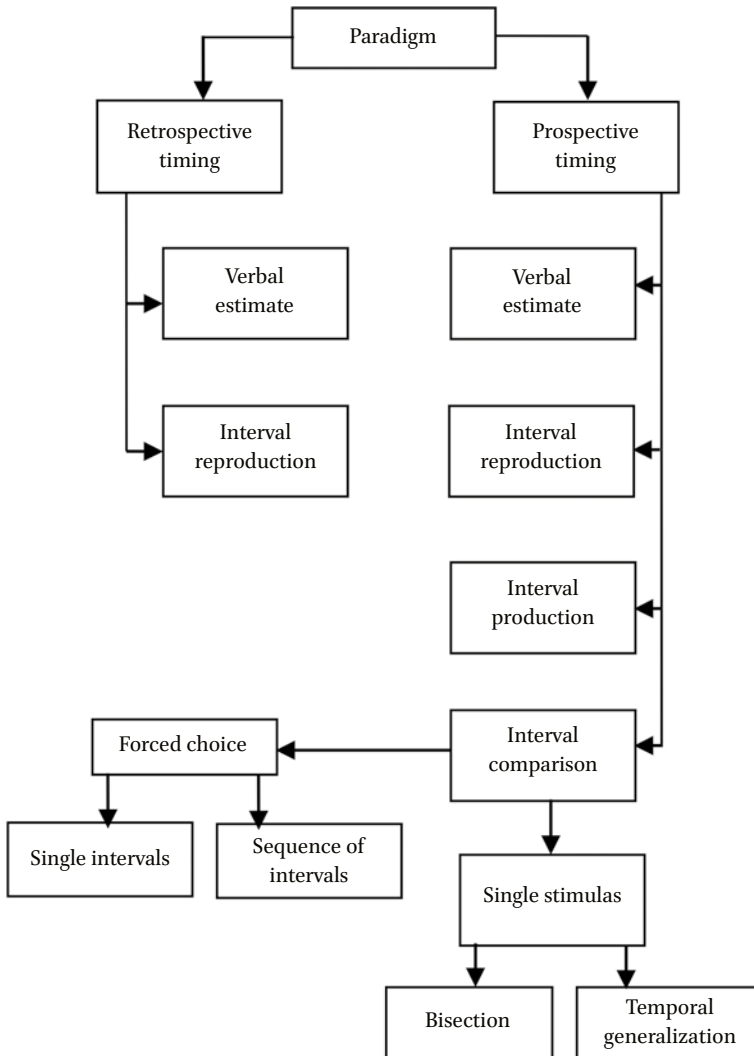 Paradigm
Retrospective
timing
Prospective
timing
Verbal
estimate
Verbal
estimate
Interval
reproduction
Interval
reproduction
Interval
production
Forced choice
Interval
comparison
Single intervals
Sequence of
intervals
Single stimulas
Bisection
Temporal
generalization